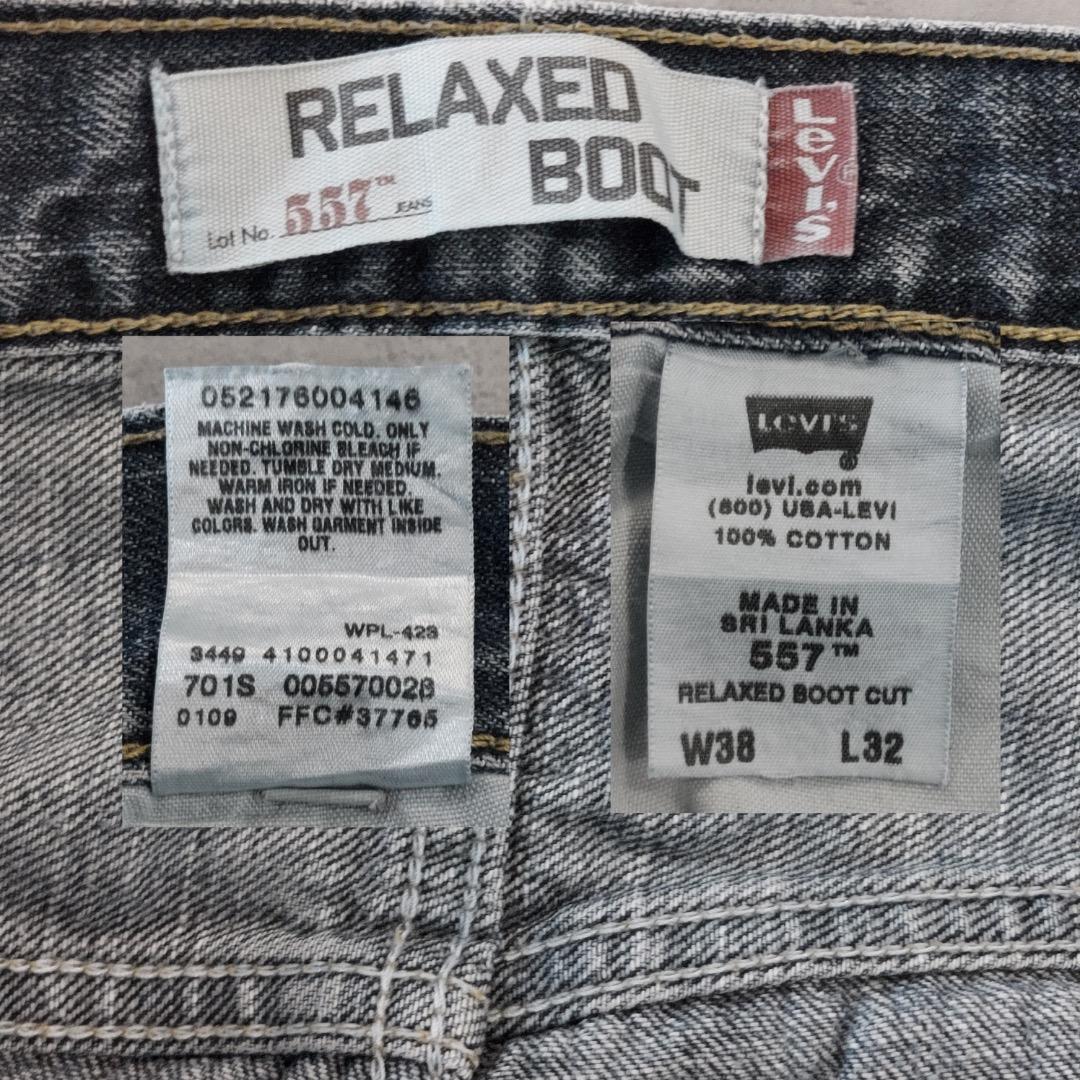 RELAXED
BOOT
Lot No. 557™ JEANS
LEVI'S®
052176004146
MACHINE WASH COLD. ONLY
NON-CHLORINE BLEACH IF
NEEDED. TUMBLE DRY MEDIUM.
WARM IRON IF NEEDED.
WASH AND DRY WITH LIKE
COLORS. WASH GARMENT INSIDE
OUT.
WPL-423
3449 4100041471
701S 005570028
0109 FFC#37765
LEVI'S
®
levi.com
(800) USA-LEVI
100% COTTON
MADE IN
SRI LANKA
557™
RELAXED BOOT CUT
W38 L32